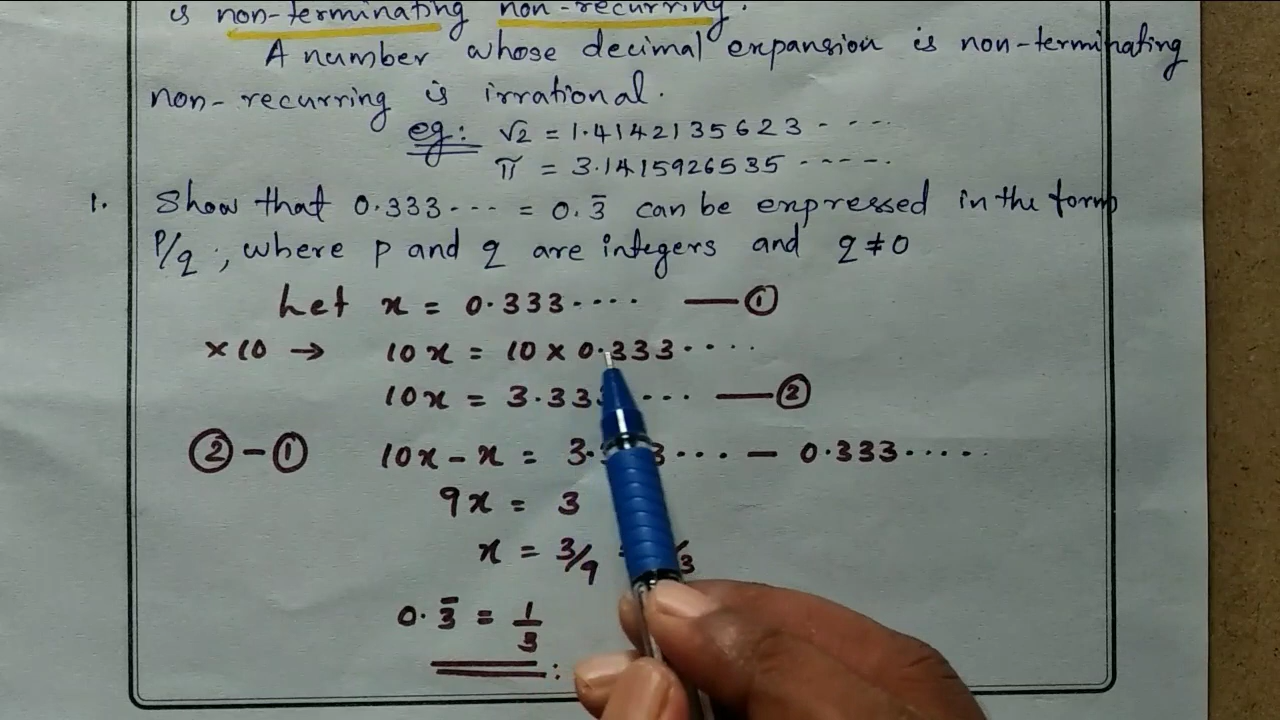 is non-terminating non-recurring.
A number whose decimal expansion is non-terminating
non-recurring is irrational.
eg: √2 = 1.4142135623-----
π = 3.1415926535-----.
1. Show that 0.333--- = 0.3̅ can be expressed in the form
P/q, where p and q are integers and q ≠ 0
Let x = 0.333.... —①
×10 → 10x = 10 × 0.333....
10x = 3.33 ... —②
②-① 10x - x = 3. 3... - 0.333.....
9x = 3
x = 3/9 /3
0.3̅ = 1/3